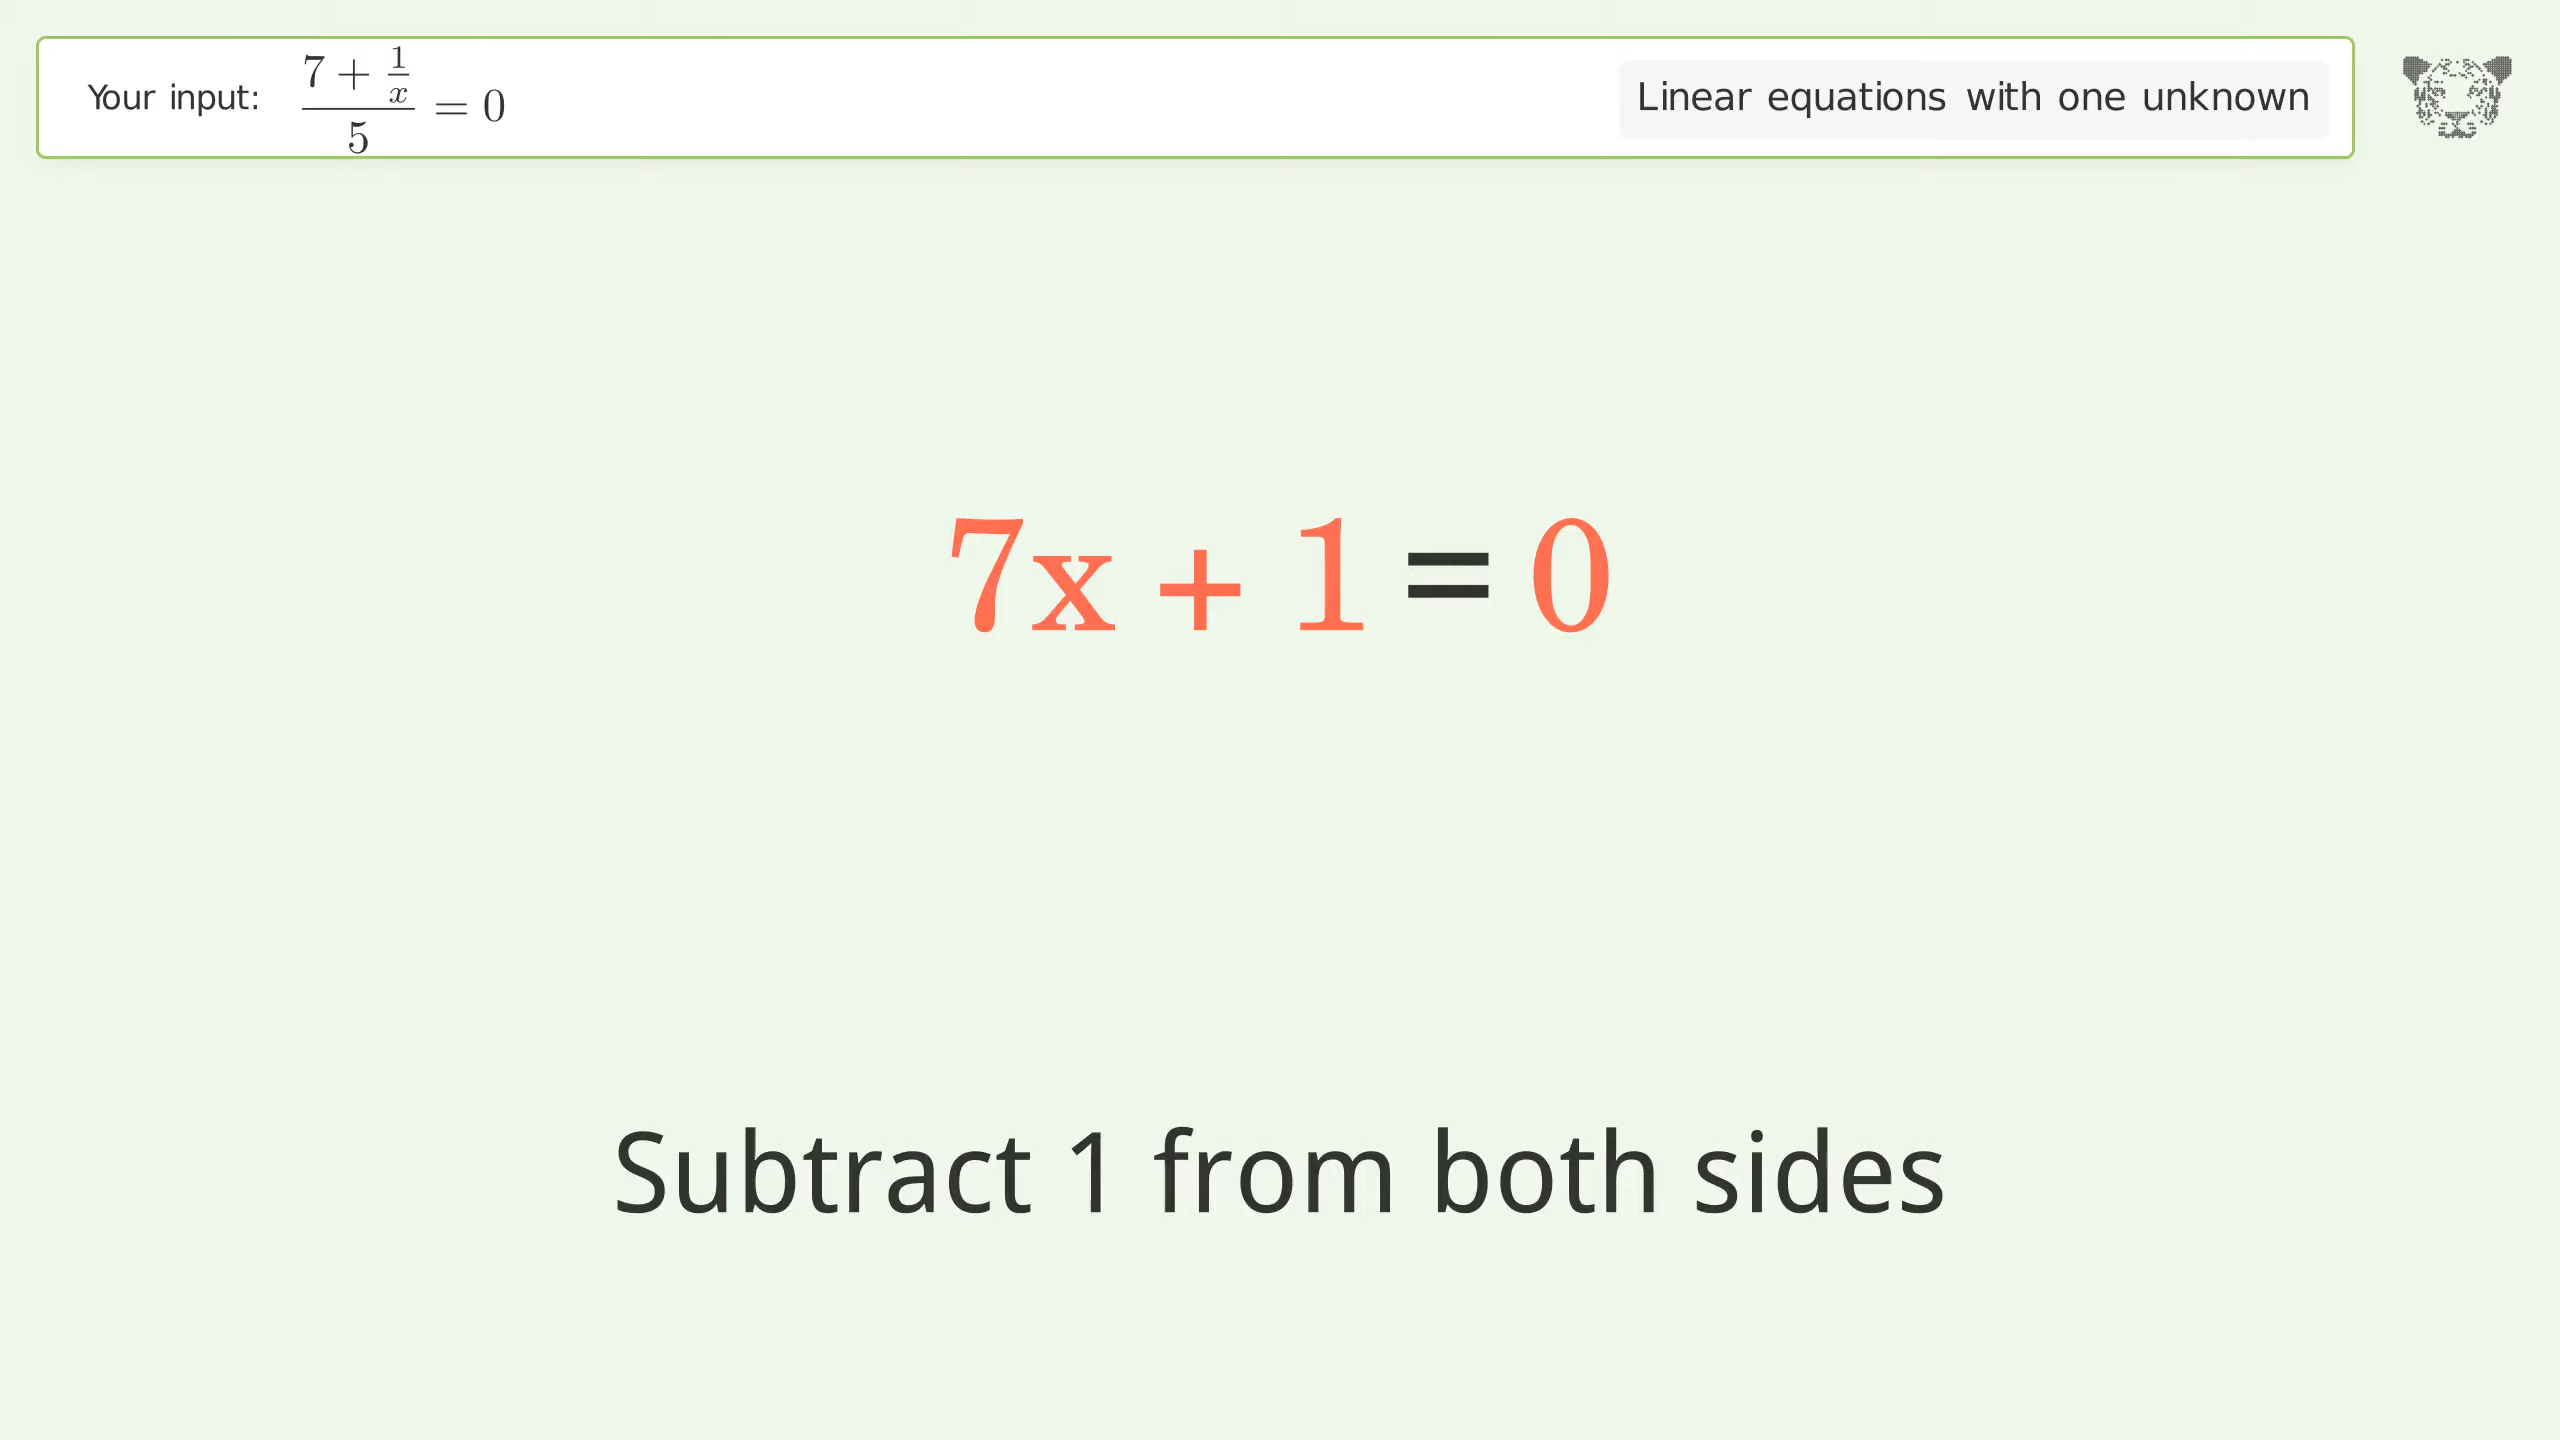 Your input: (7 + 1/x)/5 = 0
Linear equations with one unknown
7x + 1 = 0
Subtract 1 from both sides